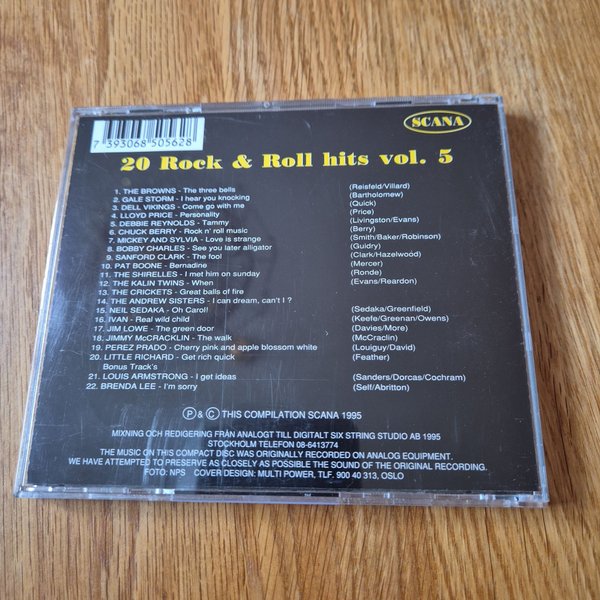 7 393068 505628
SCANA
20 Rock & Roll hits vol. 5
1. THE BROWNS - The three bells (Reisfeld/Villard)
2. GALE STORM - I hear you knocking (Bartholomew)
3. DELL VIKINGS - Come go with me (Quick)
4. LLOYD PRICE - Personality (Price)
5. DEBBIE REYNOLDS - Tammy (Livingston/Evans)
6. CHUCK BERRY - Rock n' roll music (Berry)
7. MICKEY AND SYLVIA - Love is strange (Smith/Baker/Robinson)
8. BOBBY CHARLES - See you later alligator (Guidry)
9. SANFORD CLARK - The fool (Clark/Hazelwood)
10. PAT BOONE - Bernadine (Mercer)
11. THE SHIRELLES - I met him on sunday (Ronde)
12. THE KALIN TWINS - When (Evans/Reardon)
13. THE CRICKETS - Great balls of fire
14. THE ANDREW SISTERS - I can dream, can't I ?
15. NEIL SEDAKA - Oh Carol! (Sedaka/Greenfield)
16. IVAN - Real wild child (Keefe/Greenan/Owens)
17. JIM LOWE - The green door (Davies/More)
18. JIMMY McCRACKLIN - The walk (McCraclin)
19. PEREZ PRADO - Cherry pink and apple blossom white (Louiguy/David)
20. LITTLE RICHARD - Get rich quick (Feather)
Bonus Track's
21. LOUIS ARMSTRONG - I get ideas (Sanders/Dorcas/Cochram)
22. BRENDA LEE - I'm sorry (Self/Abritton)
Ⓟ & Ⓒ THIS COMPILATION SCANA 1995
MIXNING OCH REDIGERING FRÅN ANALOGT TILL DIGITALT SIX STRING STUDIO AB 1995
STOCKHOLM TELEFON 08-6413774
THE MUSIC ON THIS COMPACT DISC WAS ORIGINALLY RECORDED ON ANALOG EQUIPMENT.
WE HAVE ATTEMPTED TO PRESERVE AS CLOSELY AS POSSIBLE THE SOUND OF THE ORIGINAL RECORDING.
FOTO: NPS COVER DESIGN: MULTI POWER, TLF. 900 40 313, OSLO